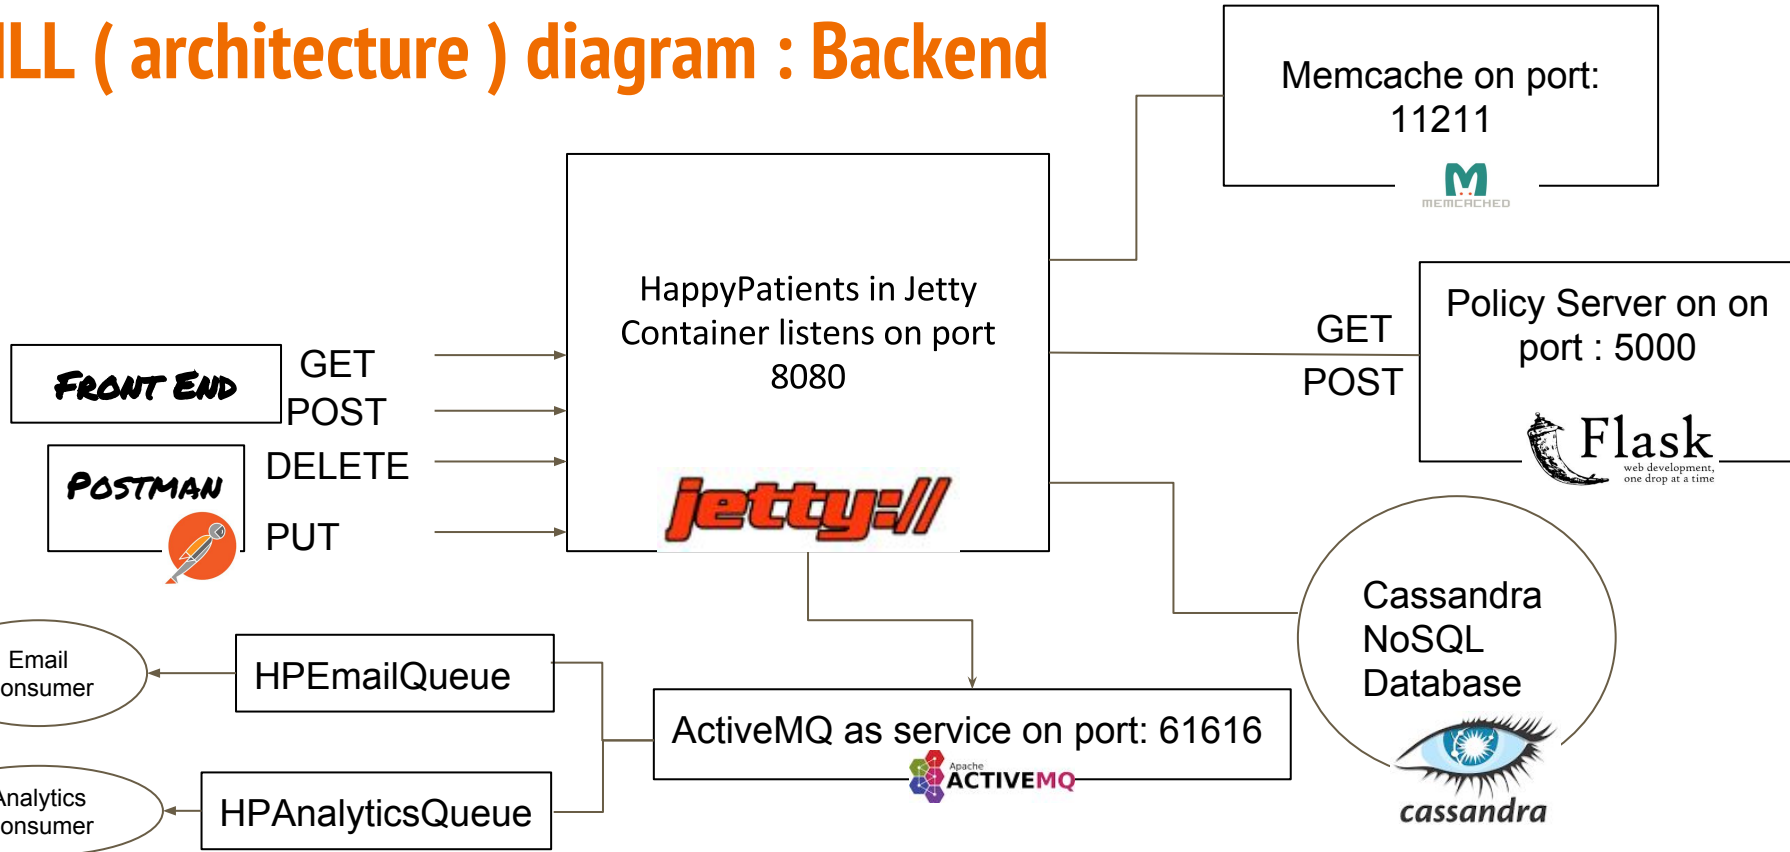 ILL ( architecture ) diagram : Backend
Memcache on port:
11211
MEMCACHED
HappyPatients in Jetty
Container listens on port
8080
jetty://
GET
POST
Policy Server on on
port : 5000
Flask
web development,
one drop at a time
FRONT END
GET
POST
POSTMAN
DELETE
PUT
Cassandra
NoSQL
Database
cassandra
Email
onsumer
HPEmailQueue
ActiveMQ as service on port: 61616
Apache
ACTIVEMQ
Analytics
onsumer
HPAnalyticsQueue